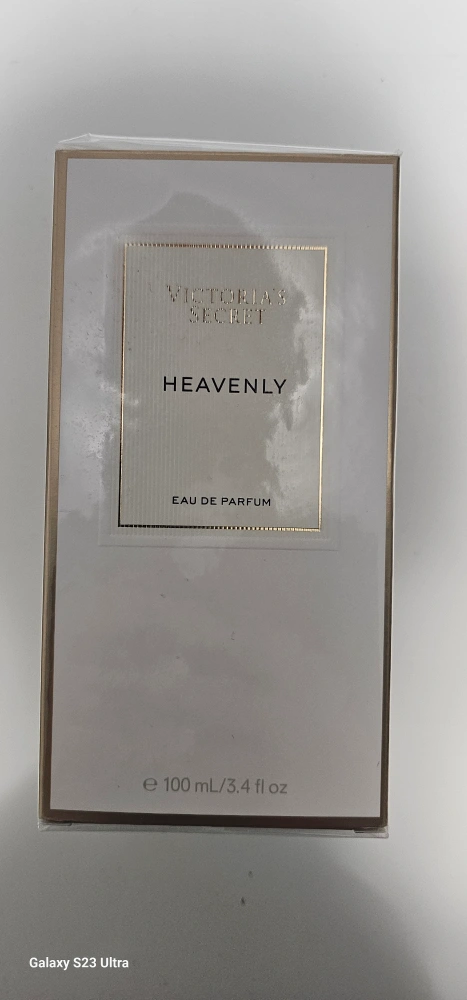 VICTORIA'S
SECRET
HEAVENLY
EAU DE PARFUM
℮ 100 mL/3.4 fl oz
Galaxy S23 Ultra